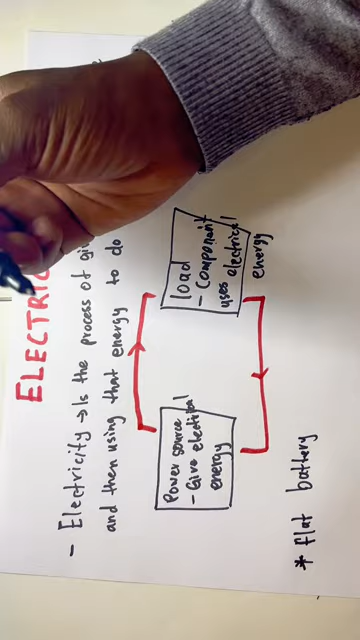 ELECTRIC
- Electricity → Is the process of
and then using that energy to do
Power source
- Give electrical
energy
load
- Component
uses electrical
energy
* flat battery